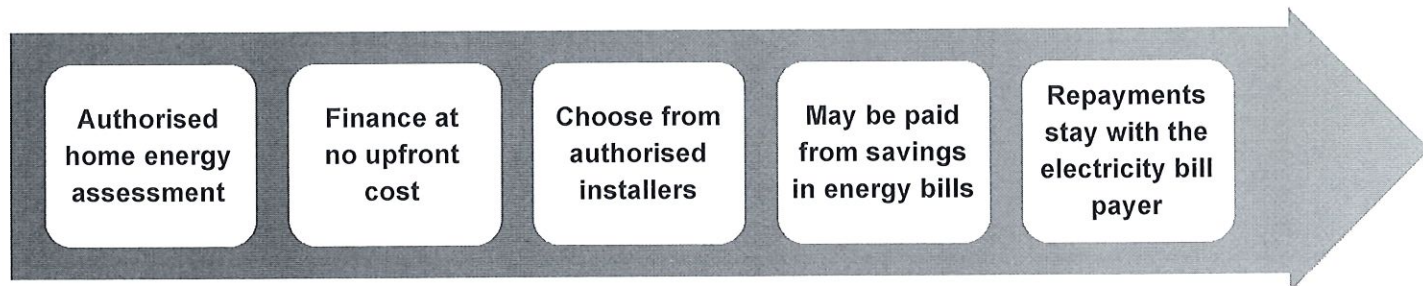 Authorised
home energy
assessment
Finance at
no upfront
cost
Choose from
authorised
installers
May be paid
from savings
in energy bills
Repayments
stay with the
electricity bill
payer